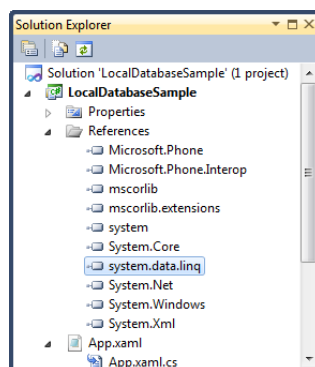 Solution Explorer
Solution 'LocalDatabaseSample' (1 project)
LocalDatabaseSample
Properties
References
Microsoft.Phone
Microsoft.Phone.Interop
mscorlib
mscorlib.extensions
system
System.Core
system.data.linq
System.Net
System.Windows
System.Xml
App.xaml
App.xaml.cs